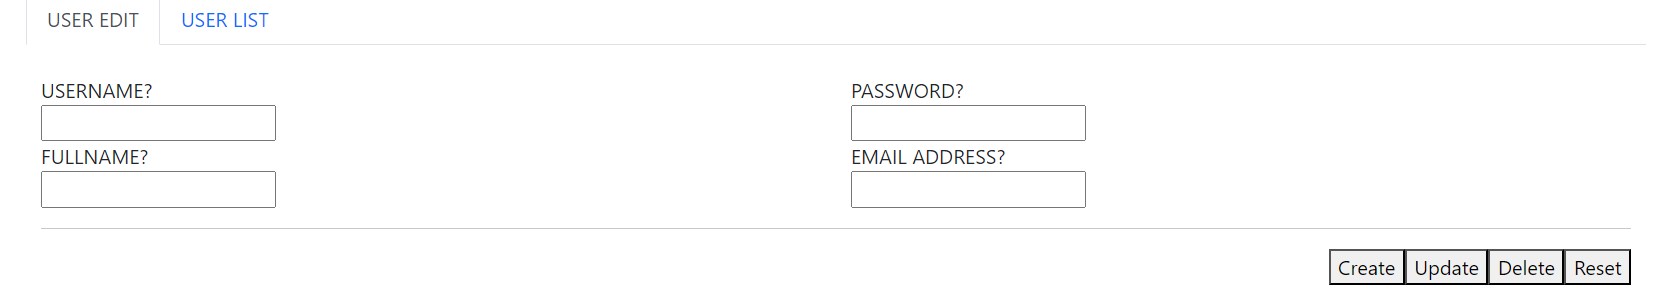 USER EDIT USER LIST
USERNAME? PASSWORD?
FULLNAME? EMAIL ADDRESS?
Create Update Delete Reset